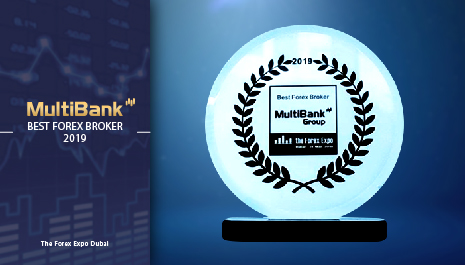 MultiBank
BEST FOREX BROKER
2019
The Forex Expo Dubai
2019
Best Forex Broker
MultiBank
Group
the Forex Expo